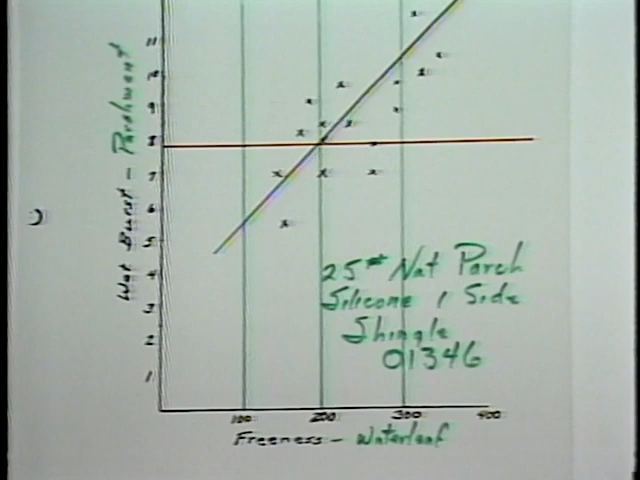 11
10
9
8
7
6
5
4
3
2
1
Wet Burst - Parchment
25# Nat Parch
Silicone 1 Side
Shingle
01346
100 200 300 400
Freeness - Waterleaf